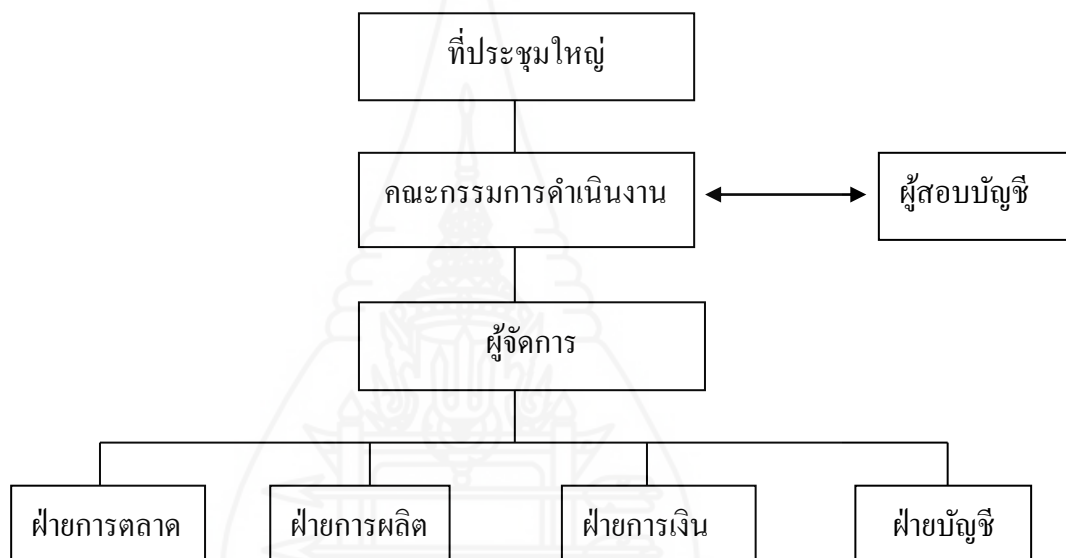 ที่ประชุมใหญ่
คณะกรรมการดำเนินงาน
ผู้สอบบัญชี
ผู้จัดการ
ฝ่ายการตลาด
ฝ่ายการผลิต
ฝ่ายการเงิน
ฝ่ายบัญชี